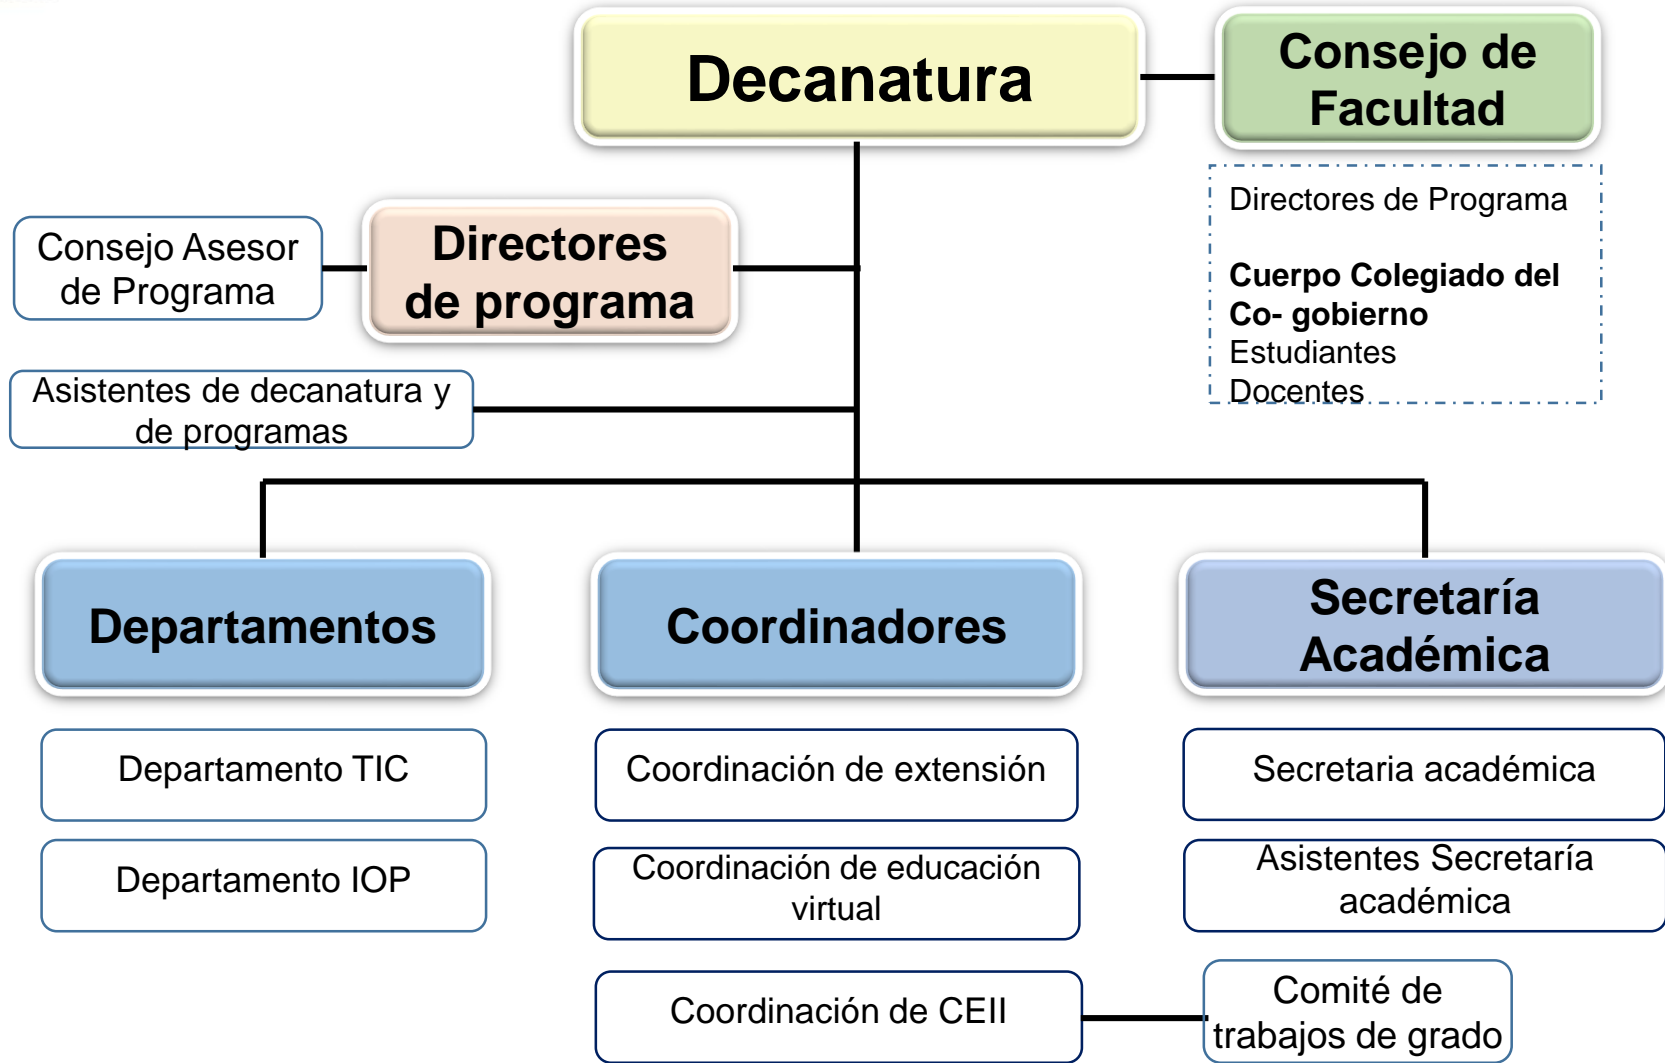 Decanatura
Consejo de
Facultad
Directores de Programa
Cuerpo Colegiado del
Co- gobierno
Estudiantes
Docentes
Consejo Asesor
de Programa
Directores
de programa
Asistentes de decanatura y
de programas
Departamentos
Coordinadores
Secretaría
Académica
Departamento TIC
Coordinación de extensión
Secretaria académica
Departamento IOP
Coordinación de educación
virtual
Asistentes Secretaría
académica
Coordinación de CEII
Comité de
trabajos de grado